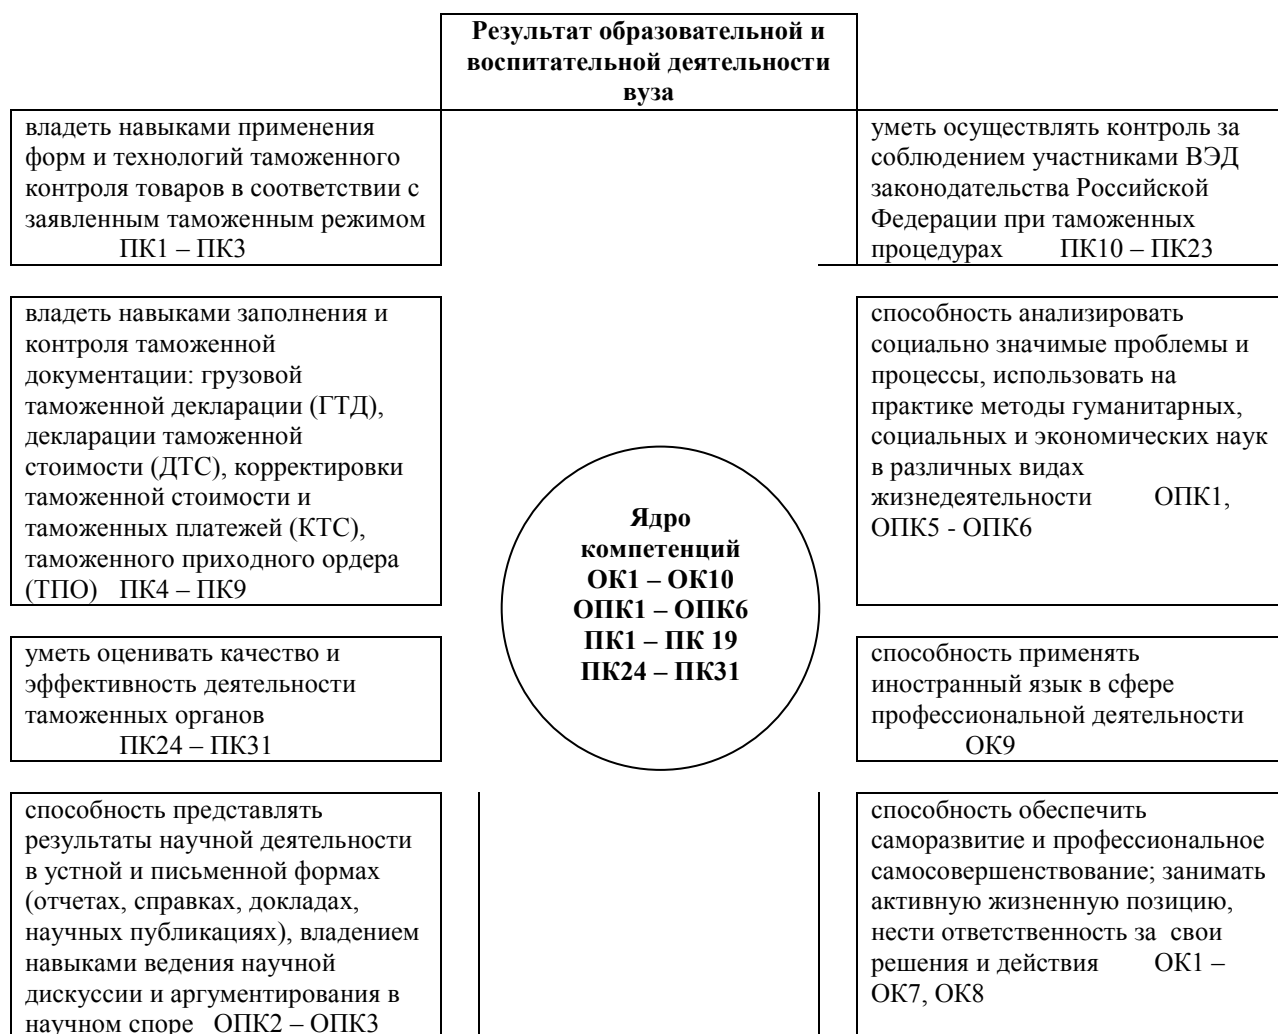 Результат образовательной и
воспитательной деятельности
вуза
владеть навыками применения
форм и технологий таможенного
контроля товаров в соответствии с
заявленным таможенным режимом
ПК1 – ПК3
уметь осуществлять контроль за
соблюдением участниками ВЭД
законодательства Российской
Федерации при таможенных
процедурах ПК10 – ПК23
владеть навыками заполнения и
контроля таможенной
документации: грузовой
таможенной декларации (ГТД),
декларации таможенной
стоимости (ДТС), корректировки
таможенной стоимости и
таможенных платежей (КТС),
таможенного приходного ордера
(ТПО) ПК4 – ПК9
способность анализировать
социально значимые проблемы и
процессы, использовать на
практике методы гуманитарных,
социальных и экономических наук
в различных видах
жизнедеятельности ОПК1,
ОПК5 - ОПК6
Ядро
компетенций
ОК1 – ОК10
ОПК1 – ОПК6
ПК1 – ПК 19
ПК24 – ПК31
уметь оценивать качество и
эффективность деятельности
таможенных органов
ПК24 – ПК31
способность применять
иностранный язык в сфере
профессиональной деятельности
ОК9
способность представлять
результаты научной деятельности
в устной и письменной формах
(отчетах, справках, докладах,
научных публикациях), владением
навыками ведения научной
дискуссии и аргументирования в
научном споре ОПК2 – ОПК3
способность обеспечить
саморазвитие и профессиональное
самосовершенствование; занимать
активную жизненную позицию,
нести ответственность за свои
решения и действия ОК1 –
ОК7, ОК8